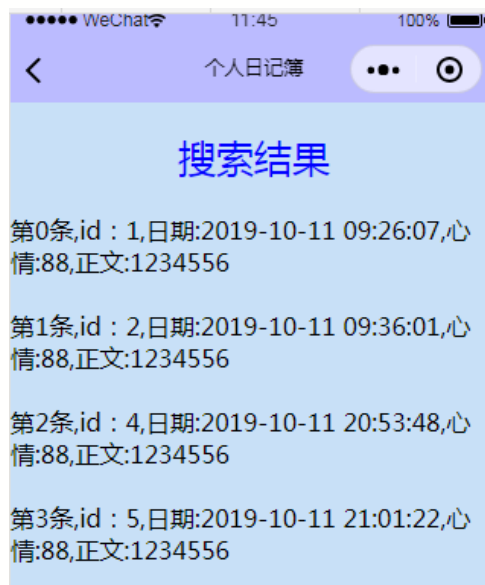 WeChat 11:45 100%
个人日记簿
搜索结果
第0条,id：1,日期:2019-10-11 09:26:07,心
情:88,正文:1234556
第1条,id：2,日期:2019-10-11 09:36:01,心
情:88,正文:1234556
第2条,id：4,日期:2019-10-11 20:53:48,心
情:88,正文:1234556
第3条,id：5,日期:2019-10-11 21:01:22,心
情:88,正文:1234556